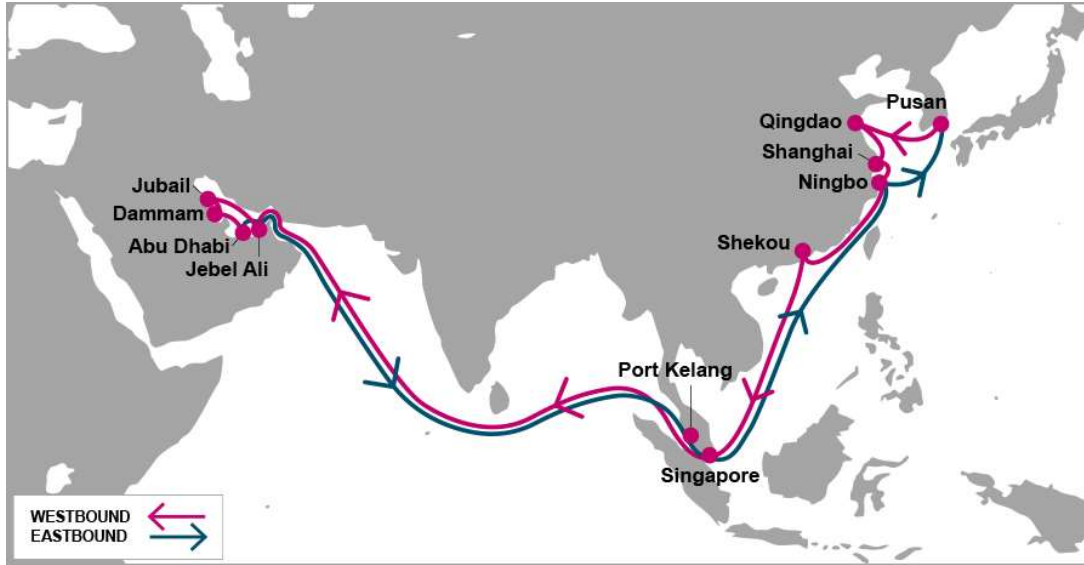 Pusan
Qingdao
Shanghai
Ningbo
Jubail
Dammam
Abu Dhabi
Jebel Ali
Shekou
Port Kelang
Singapore
WESTBOUND
EASTBOUND